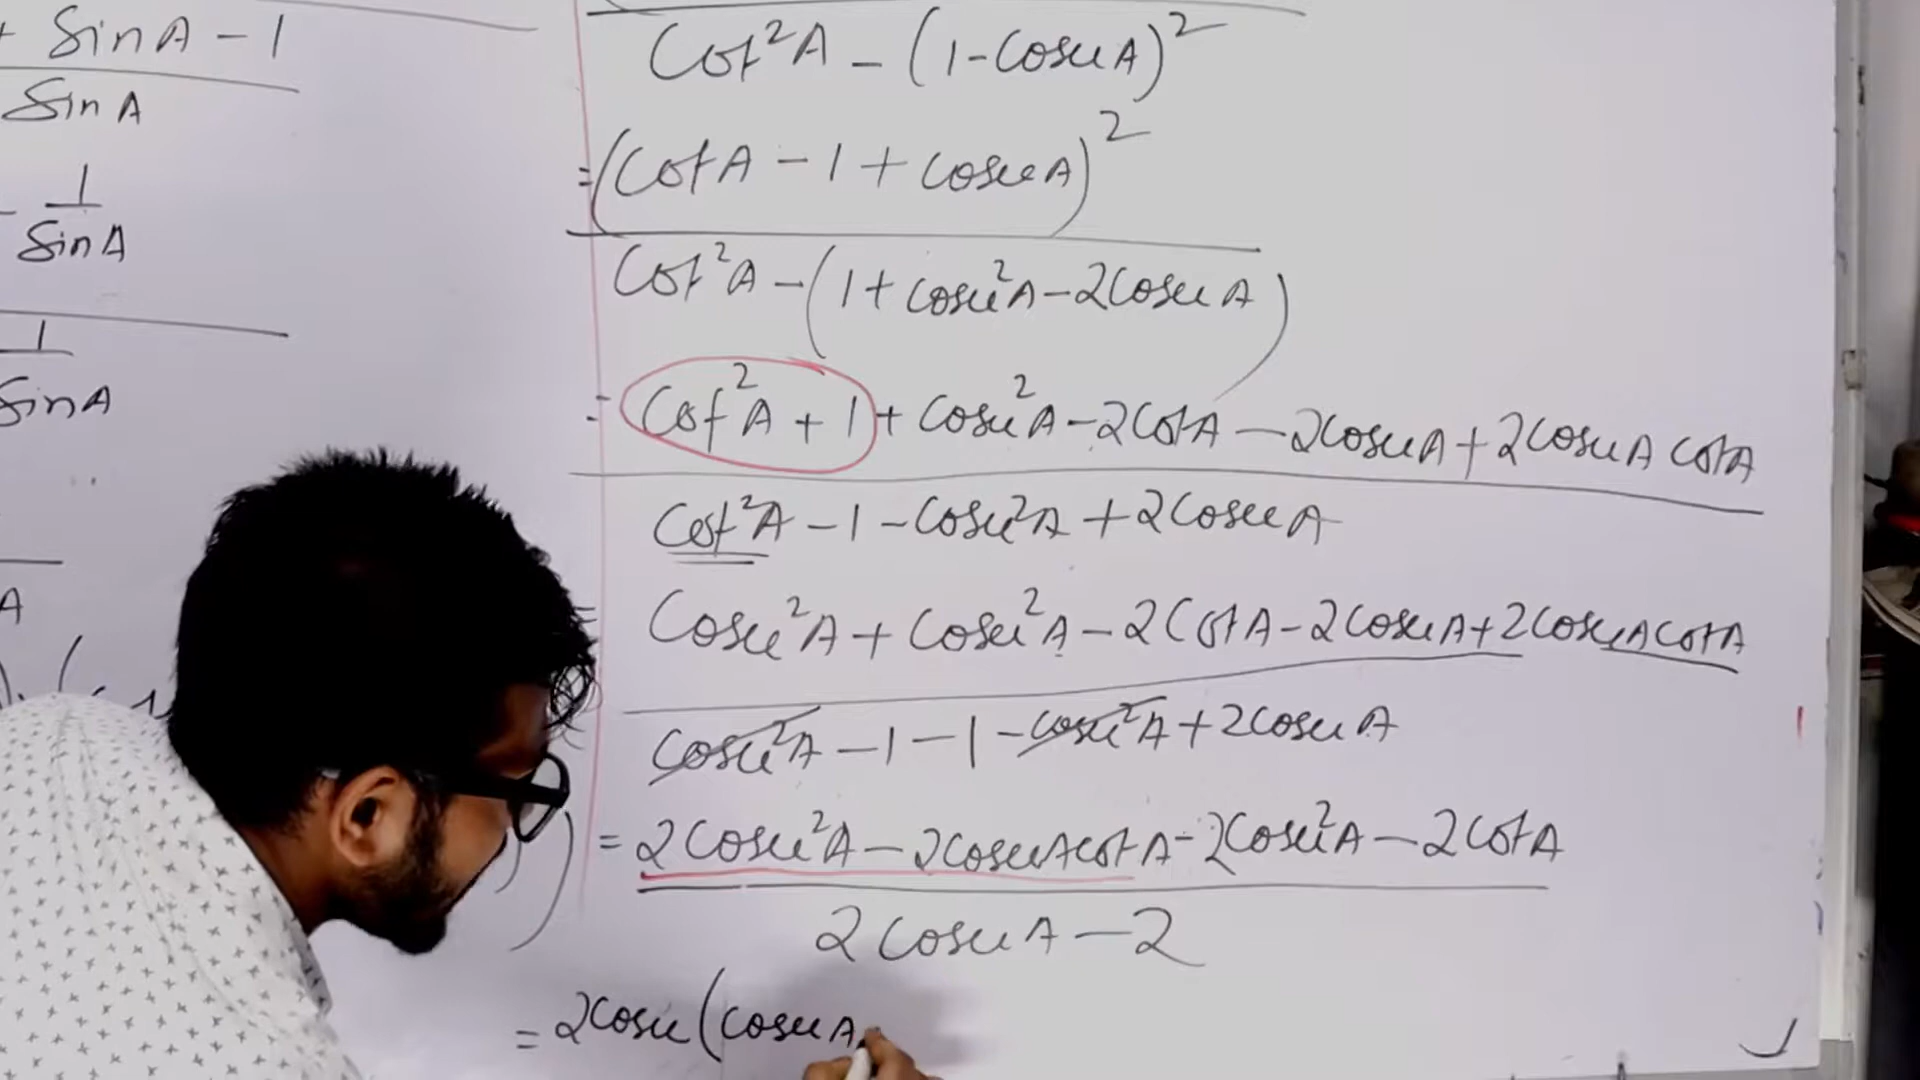 + SinA - 1
SinA
- 1
SinA
1
SinA
A
Cot²A - (1 - CosecA)²
= (CotA - 1 + cosecA)²
Cot²A - (1 + cosec²A - 2CosecA)
= Cot²A + 1 + cosec²A - 2CotA - 2CosecA + 2CosecA cotA
Cot²A - 1 - Cosec²A + 2CosecA
= Cosec²A + Cosec²A - 2CotA - 2CosecA + 2CosecA cotA
Cosec²A - 1 - 1 - cosec²A + 2CosecA
= 2Cosec²A - 2CosecAcotA - 2Cosec²A - 2CotA
2CosecA - 2
= 2Cosec (CosecA